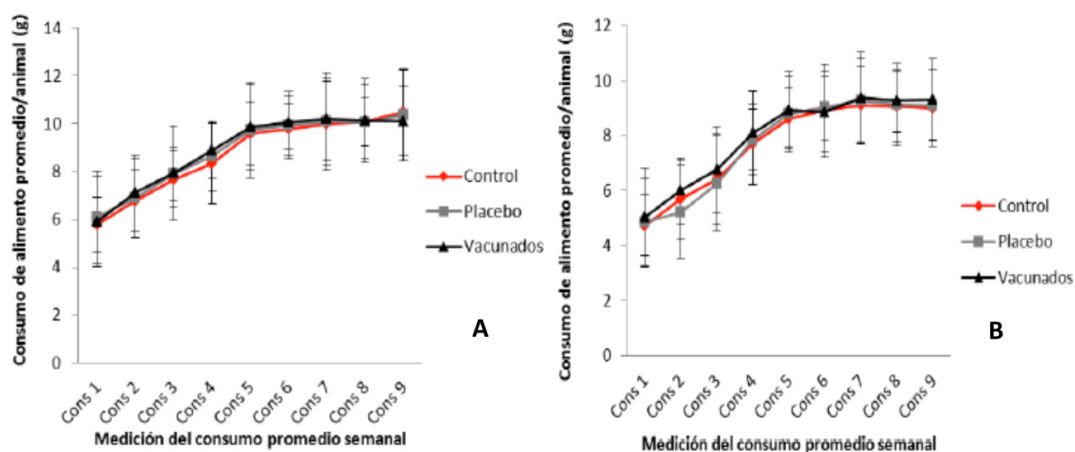 Consumo de alimento promedio/animal (g)
14
12
10
8
6
4
2
0
Cons 1
Cons 2
Cons 3
Cons 4
Cons 5
Cons 6
Cons 7
Cons 8
Cons 9
Medición del consumo promedio semanal
Control
Placebo
Vacunados
A
Consumo de alimento promedio/animal (g)
12
10
8
6
4
2
0
Cons 1
Cons 2
Cons 3
Cons 4
Cons 5
Cons 6
Cons 7
Cons 8
Cons 9
Medición del consumo promedio semanal
Control
Placebo
Vacunados
B